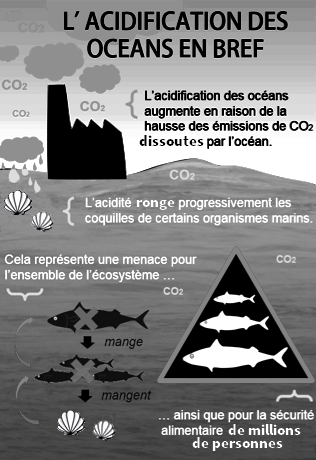 L' ACIDIFICATION DES
OCEANS EN BREF
CO2
CO2
CO2
CO2
L'acidification des océans
augmente en raison de la
hausse des émissions de CO2
dissoutes par l'océan.
CO2
L'acidité ronge progressivement les
coquilles de certains organismes marins.
Cela représente une menace pour
l'ensemble de l'écosystème ...
CO2
CO2
mange
mangent
... ainsi que pour la sécurité
alimentaire de millions
de personnes